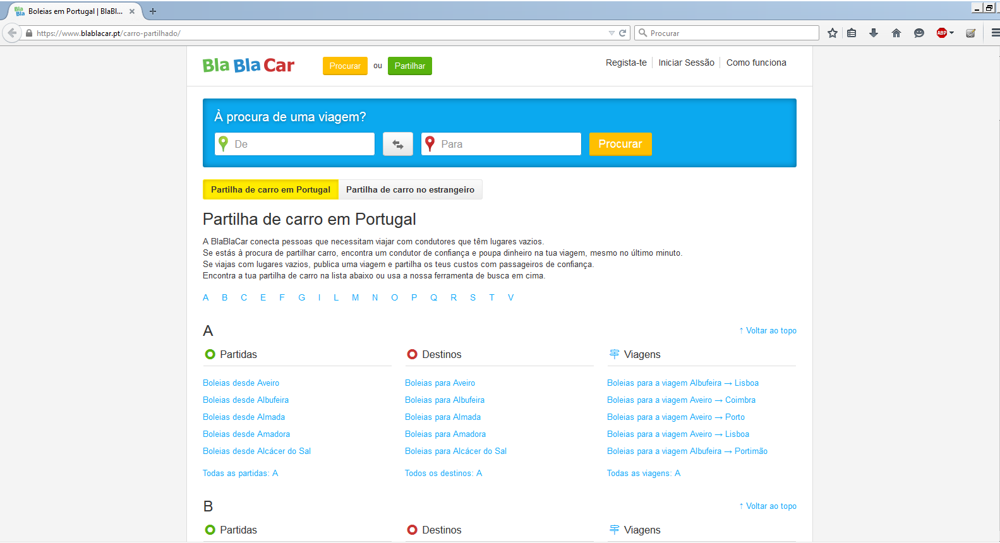 Bla Bla Boleias em Portugal | BlaBl...
https://www.blablacar.pt/carro-partilhado/
Procurar
ABP
Bla Bla Car
Procurar ou Partilhar
Regista-te Iniciar Sessão Como funciona
À procura de uma viagem?
De
Para
Procurar
Partilha de carro em Portugal Partilha de carro no estrangeiro
Partilha de carro em Portugal
A BlaBlaCar conecta pessoas que necessitam viajar com condutores que têm lugares vazios.
Se estás à procura de partilhar carro, encontra um condutor de confiança e poupa dinheiro na tua viagem, mesmo no último minuto.
Se viajas com lugares vazios, publica uma viagem e partilha os teus custos com passageiros de confiança.
Encontra a tua partilha de carro na lista abaixo ou usa a nossa ferramenta de busca em cima.
A B C E F G I L M N O P Q R S T V
A
↑ Voltar ao topo
Partidas Destinos Viagens
Boleias desde Aveiro Boleias para Aveiro Boleias para a viagem Albufeira → Lisboa
Boleias desde Albufeira Boleias para Albufeira Boleias para a viagem Aveiro → Coimbra
Boleias desde Almada Boleias para Almada Boleias para a viagem Aveiro → Porto
Boleias desde Amadora Boleias para Amadora Boleias para a viagem Aveiro → Lisboa
Boleias desde Alcácer do Sal Boleias para Alcácer do Sal Boleias para a viagem Albufeira → Portimão
Todas as partidas: A Todos os destinos: A Todas as viagens: A
B
↑ Voltar ao topo
Partidas Destinos Viagens